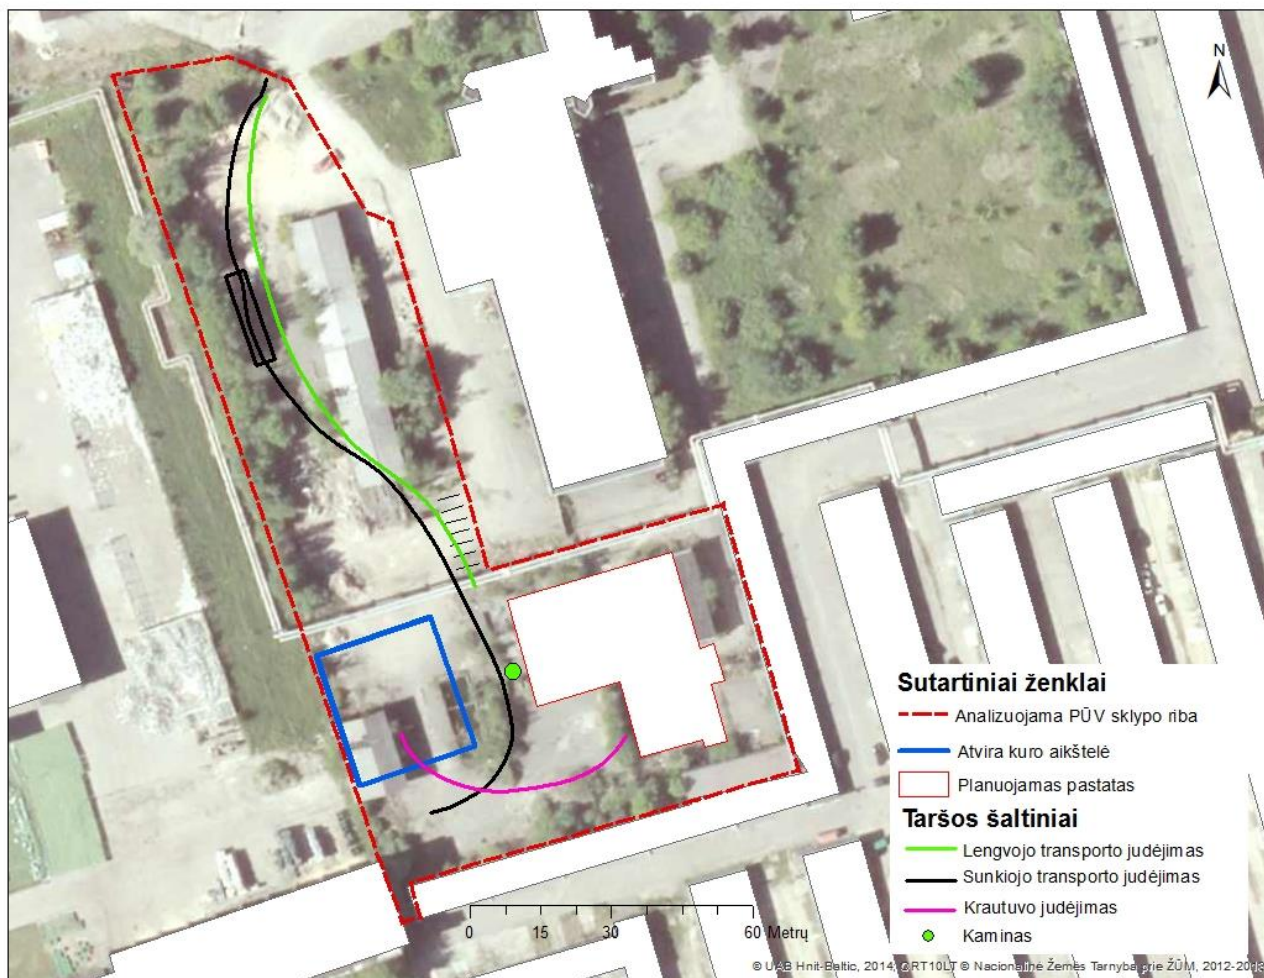 N
Sutartiniai ženklai
Analizuojama PŪV sklypo riba
Atvira kuro aikštelė
Planuojamas pastatas
Taršos šaltiniai
Lengvojo transporto judėjimas
Sunkiojo transporto judėjimas
Krautuvo judėjimas
Kaminas
0 15 30 60 Metrų
© UAB Hnit-Baltic, 2014, GRT10LT © Nacionalinė Žemės Tarnyba prie ŽŪM, 2012-2013